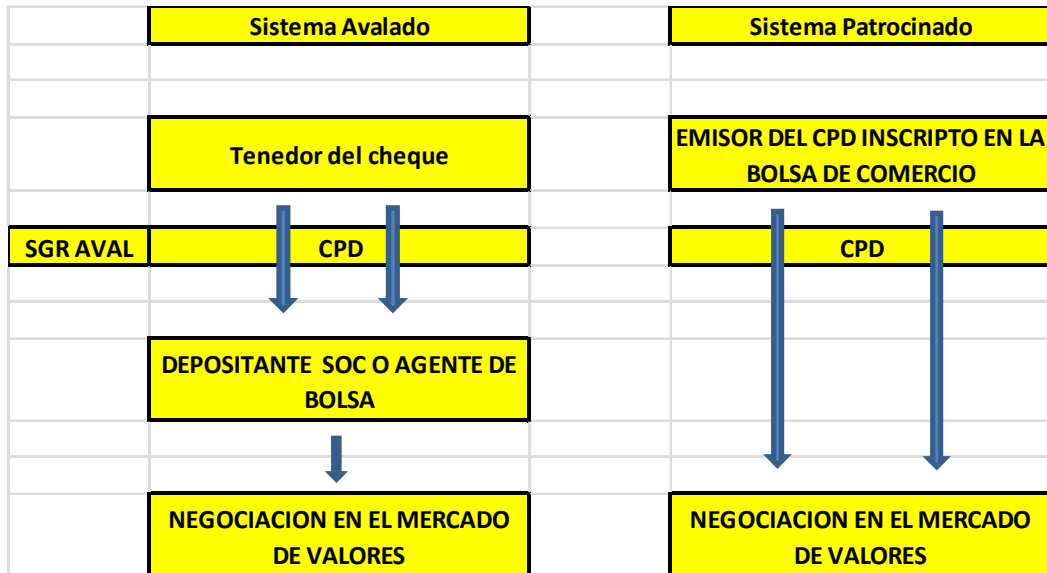 Sistema Avalado
Sistema Patrocinado
Tenedor del cheque
EMISOR DEL CPD INSCRIPTO EN LA
BOLSA DE COMERCIO
SGR AVAL
CPD
CPD
DEPOSITANTE SOC O AGENTE DE
BOLSA
NEGOCIACION EN EL MERCADO
DE VALORES
NEGOCIACION EN EL MERCADO
DE VALORES